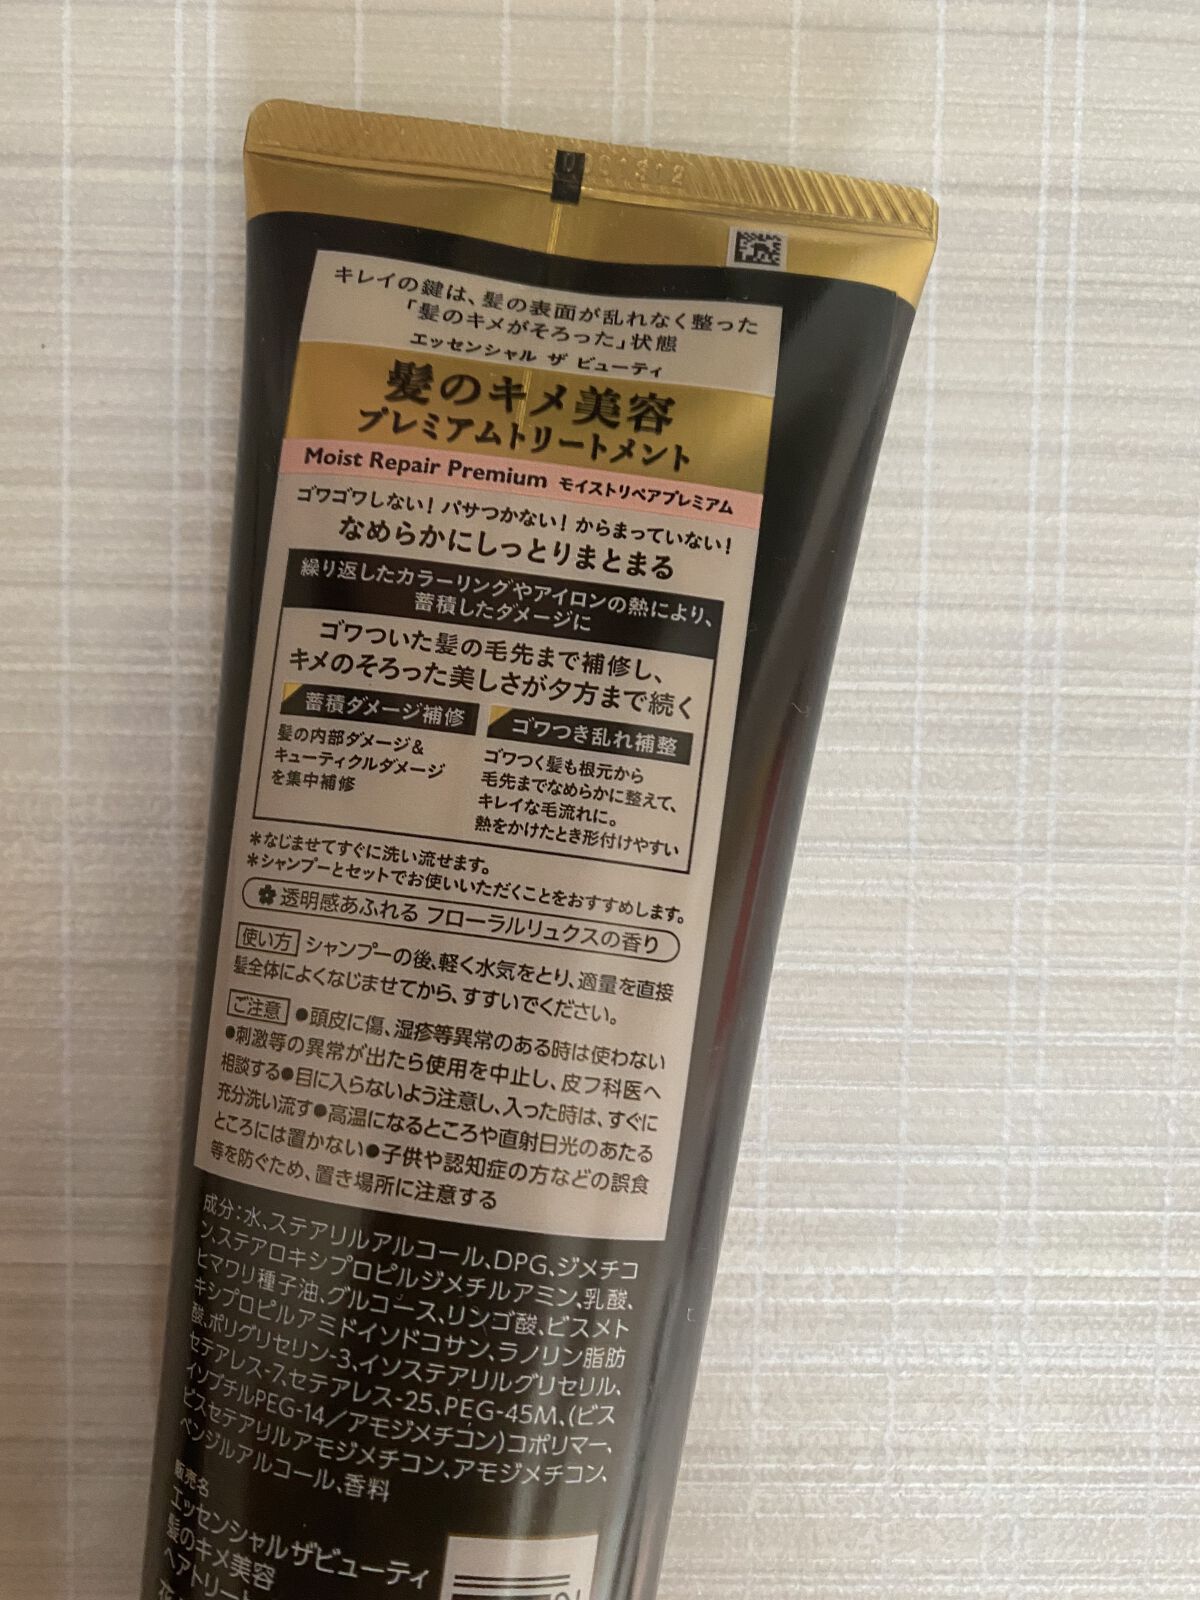 キレイの鍵は、髪の表面が乱れなく整った
「髪のキメがそろった」状態
エッセンシャル ザ ビューティ
髪のキメ美容
プレミアムトリートメント
Moist Repair Premium モイストリペアプレミアム
ゴワゴワしない! パサつかない! からまっていない!
なめらかにしっとりまとまる
繰り返したカラーリングやアイロンの熱により、
蓄積したダメージに
ゴワついた髪の毛先まで補修し、
キメのそろった美しさが夕方まで続く
蓄積ダメージ補修
髪の内部ダメージ&
キューティクルダメージ
を集中補修
ゴワつき乱れ補整
ゴワつく髪も根元から
毛先までなめらかに整えて、
キレイな毛流れに。
熱をかけたとき形付けやすい
*なじませてすぐに洗い流せます。
*シャンプーとセットでお使いいただくことをおすすめします。
透明感あふれる フローラルリュクスの香り
使い方 シャンプーの後、軽く水気をとり、適量を直接
髪全体によくなじませてから、すすいでください。
ご注意 ●頭皮に傷、湿疹等異常のある時は使わない
●刺激等の異常が出たら使用を中止し、皮フ科医へ
相談する●目に入らないよう注意し、入った時は、すぐに
充分洗い流す●高温になるところや直射日光のあたる
ところには置かない●子供や認知症の方などの誤食
等を防ぐため、置き場所に注意する
成分:水、ステアリルアルコール、DPG、ジメチコ
ン、ステアロキシプロピルジメチルアミン、乳酸、
ヒマワリ種子油、グルコース、リンゴ酸、ビスメト
キシプロピルアミドイソドコサン、ラノリン脂肪
酸、ポリグリセリン-3、イソステアリルグリセリル、
セテアレス-7、セテアレス-25、PEG-45M、(ビス
イソブチルPEG-14/アモジメチコン)コポリマー、
ビスセテアリルアモジメチコン、アモジメチコン、
ベンジルアルコール、香料
販売名
エッセンシャルザビューティ
髪のキメ美容
ヘアトリート